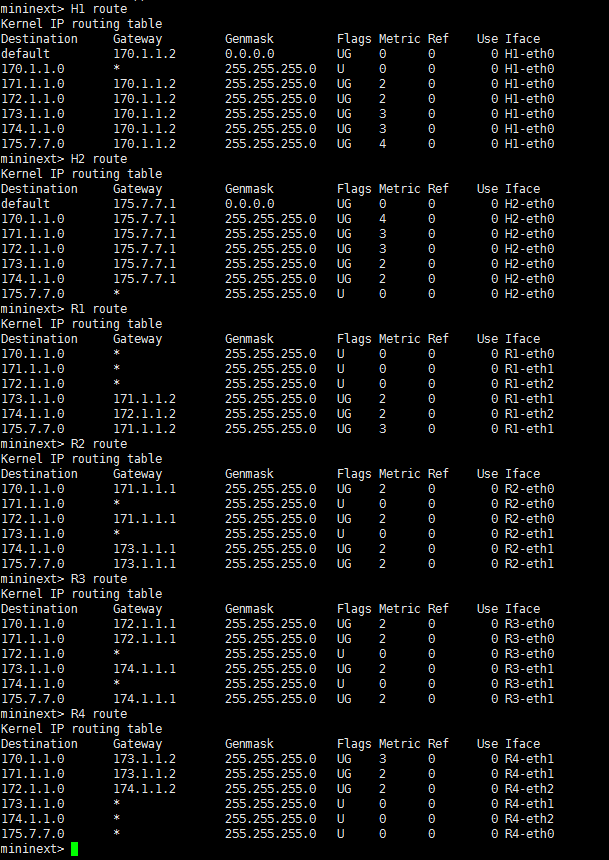 mininext> H1 route
Kernel IP routing table
Destination     Gateway         Genmask         Flags Metric Ref    Use Iface
default         170.1.1.2       0.0.0.0         UG    0      0        0 H1-eth0
170.1.1.0       *               255.255.255.0   U     0      0        0 H1-eth0
171.1.1.0       170.1.1.2       255.255.255.0   UG    2      0        0 H1-eth0
172.1.1.0       170.1.1.2       255.255.255.0   UG    2      0        0 H1-eth0
173.1.1.0       170.1.1.2       255.255.255.0   UG    3      0        0 H1-eth0
174.1.1.0       170.1.1.2       255.255.255.0   UG    3      0        0 H1-eth0
175.7.7.0       170.1.1.2       255.255.255.0   UG    4      0        0 H1-eth0
mininext> H2 route
Kernel IP routing table
Destination     Gateway         Genmask         Flags Metric Ref    Use Iface
default         175.7.7.1       0.0.0.0         UG    0      0        0 H2-eth0
170.1.1.0       175.7.7.1       255.255.255.0   UG    4      0        0 H2-eth0
171.1.1.0       175.7.7.1       255.255.255.0   UG    3      0        0 H2-eth0
172.1.1.0       175.7.7.1       255.255.255.0   UG    3      0        0 H2-eth0
173.1.1.0       175.7.7.1       255.255.255.0   UG    2      0        0 H2-eth0
174.1.1.0       175.7.7.1       255.255.255.0   UG    2      0        0 H2-eth0
175.7.7.0       *               255.255.255.0   U     0      0        0 H2-eth0
mininext> R1 route
Kernel IP routing table
Destination     Gateway         Genmask         Flags Metric Ref    Use Iface
170.1.1.0       *               255.255.255.0   U     0      0        0 R1-eth0
171.1.1.0       *               255.255.255.0   U     0      0        0 R1-eth1
172.1.1.0       *               255.255.255.0   U     0      0        0 R1-eth2
173.1.1.0       171.1.1.2       255.255.255.0   UG    2      0        0 R1-eth1
174.1.1.0       172.1.1.2       255.255.255.0   UG    2      0        0 R1-eth2
175.7.7.0       171.1.1.2       255.255.255.0   UG    3      0        0 R1-eth1
mininext> R2 route
Kernel IP routing table
Destination     Gateway         Genmask         Flags Metric Ref    Use Iface
170.1.1.0       171.1.1.1       255.255.255.0   UG    2      0        0 R2-eth0
171.1.1.0       *               255.255.255.0   U     0      0        0 R2-eth0
172.1.1.0       171.1.1.1       255.255.255.0   UG    2      0        0 R2-eth0
173.1.1.0       *               255.255.255.0   U     0      0        0 R2-eth1
174.1.1.0       173.1.1.1       255.255.255.0   UG    2      0        0 R2-eth1
175.7.7.0       173.1.1.1       255.255.255.0   UG    2      0        0 R2-eth1
mininext> R3 route
Kernel IP routing table
Destination     Gateway         Genmask         Flags Metric Ref    Use Iface
170.1.1.0       172.1.1.1       255.255.255.0   UG    2      0        0 R3-eth0
171.1.1.0       172.1.1.1       255.255.255.0   UG    2      0        0 R3-eth0
172.1.1.0       *               255.255.255.0   U     0      0        0 R3-eth0
173.1.1.0       174.1.1.1       255.255.255.0   UG    2      0        0 R3-eth1
174.1.1.0       *               255.255.255.0   U     0      0        0 R3-eth1
175.7.7.0       174.1.1.1       255.255.255.0   UG    2      0        0 R3-eth1
mininext> R4 route
Kernel IP routing table
Destination     Gateway         Genmask         Flags Metric Ref    Use Iface
170.1.1.0       173.1.1.2       255.255.255.0   UG    3      0        0 R4-eth1
171.1.1.0       173.1.1.2       255.255.255.0   UG    2      0        0 R4-eth1
172.1.1.0       174.1.1.2       255.255.255.0   UG    2      0        0 R4-eth2
173.1.1.0       *               255.255.255.0   U     0      0        0 R4-eth1
174.1.1.0       *               255.255.255.0   U     0      0        0 R4-eth2
175.7.7.0       *               255.255.255.0   U     0      0        0 R4-eth0
mininext>